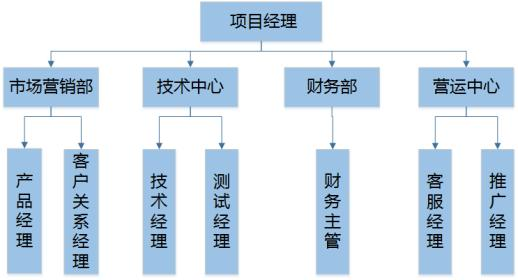 项目经理
市场营销部
技术中心
财务部
营运中心
产品经理
客户关系经理
技术经理
测试经理
财务主管
客服经理
推广经理